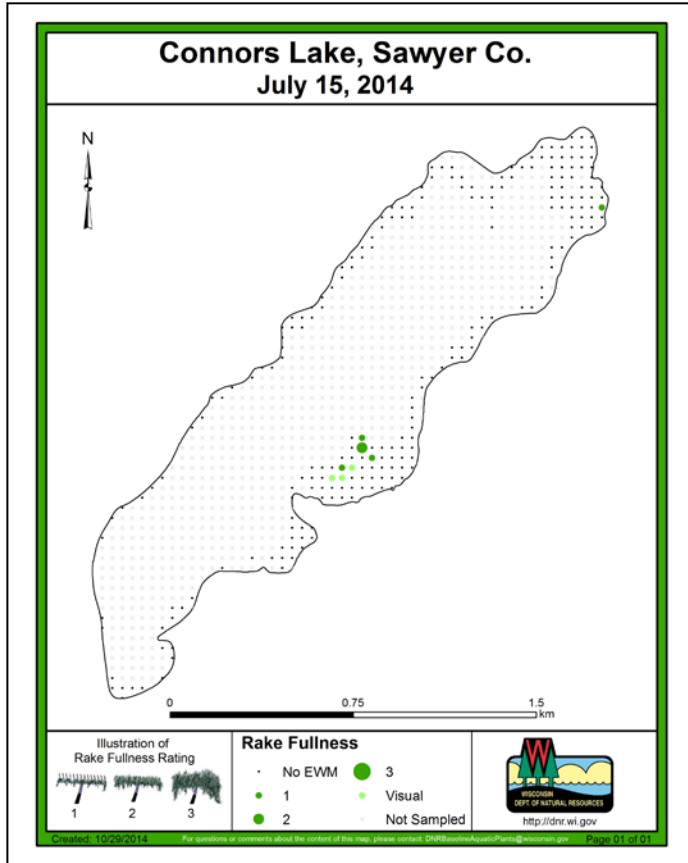 Connors Lake, Sawyer Co.
July 15, 2014
N
0 0.75 1.5
km
Illustration of
Rake Fullness Rating
1 2 3
Rake Fullness
No EWM
1
2
3
Visual
Not Sampled
W
WISCONSIN
DEPT. OF NATURAL RESOURCES
http://dnr.wi.gov
Created: 10/29/2014 For questions or comments about the content of this map, please contact: DNRBaselineAquaticPlants@wisconsin.gov Page 01 of 01